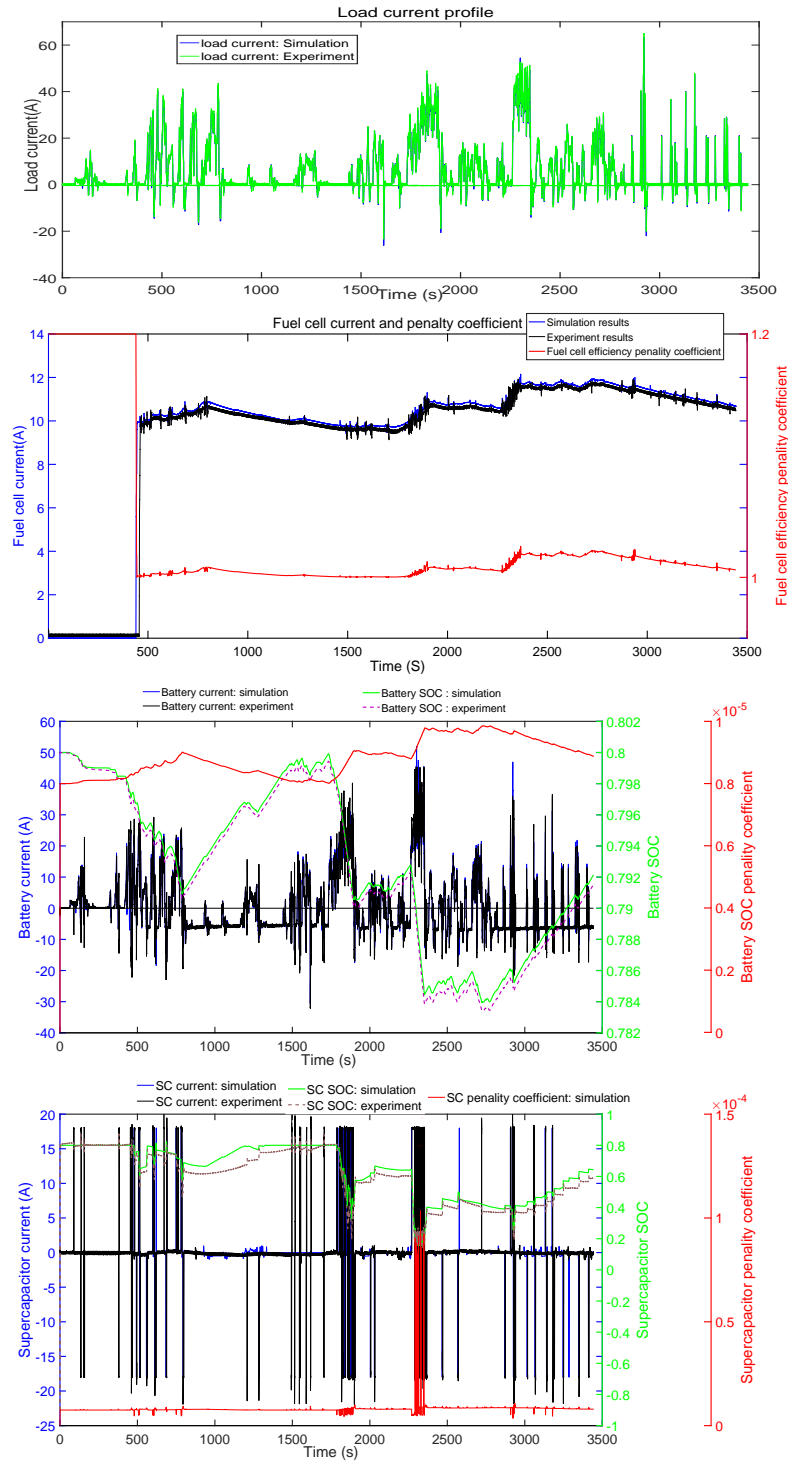 Load current profile
load current: Simulation
load current: Experiment
Load current(A)
60
40
20
0
-20
-40
0 500 1000 1500 2000 2500 3000 3500
Time (s)
Fuel cell current and penalty coefficient
Simulation results
Experiment results
Fuel cell efficiency penality coefficient
Fuel cell current(A)
14
12
10
8
6
4
2
0
1.2
1
Fuel cell efficiency penality coefficient
500 1000 1500 2000 2500 3000 3500
Time (S)
Battery current: simulation
Battery current: experiment
Battery SOC : simulation
Battery SOC : experiment
Battery current (A)
60
50
40
30
20
10
0
-10
-20
-30
-40
0.802
0.8
0.798
0.796
0.794
0.792
0.79
0.788
0.786
0.784
0.782
Battery SOC
×10-5
1
0.8
0.6
0.4
0.2
0
Battery SOC penality coefficient
0 500 1000 1500 2000 2500 3000 3500
Time (s)
SC current: simulation
SC current: experiment
SC SOC: simulation
SC SOC: experiment
SC penality coefficient: simulation
Supercapacitor current (A)
20
15
10
5
0
-5
-10
-15
-20
-25
1
0.8
0.6
0.4
0.2
0
-0.2
-0.4
-0.6
-0.8
-1
Supercapacitor SOC
×10-4
1.5
1
0.5
0
Supercapacitor penality coefficient
0 500 1000 1500 2000 2500 3000 3500
Time (s)